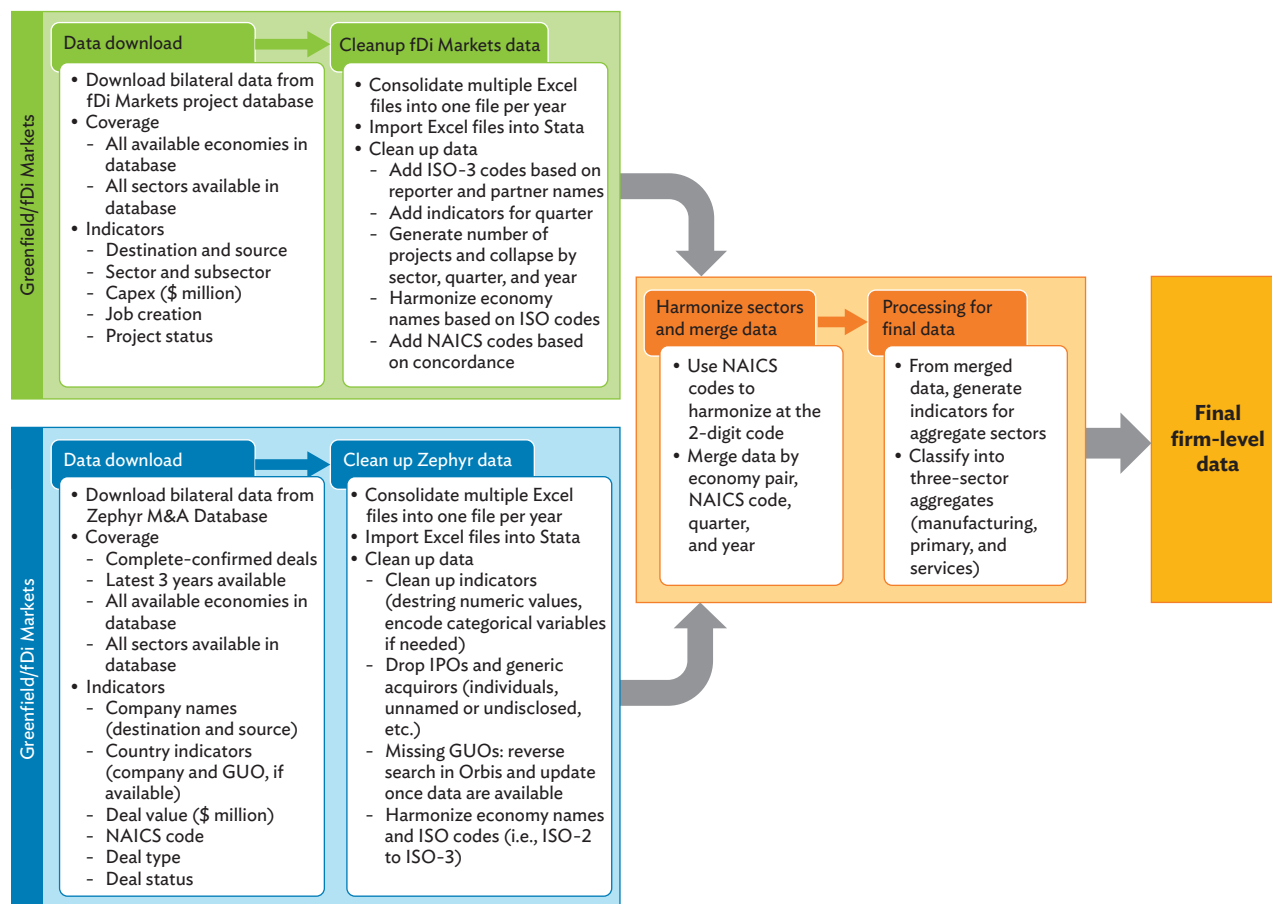 Greenfield/fDi Markets
Data download
• Download bilateral data from
fDi Markets project database
• Coverage
- All available economies in
database
- All sectors available in
database
• Indicators
- Destination and source
- Sector and subsector
- Capex ($ million)
- Job creation
- Project status
Cleanup fDi Markets data
• Consolidate multiple Excel
files into one file per year
• Import Excel files into Stata
• Clean up data
- Add ISO-3 codes based on
reporter and partner names
- Add indicators for quarter
- Generate number of
projects and collapse by
sector, quarter, and year
- Harmonize economy
names based on ISO codes
- Add NAICS codes based
on concordance
Greenfield/fDi Markets
Data download
• Download bilateral data from
Zephyr M&A Database
• Coverage
- Complete-confirmed deals
- Latest 3 years available
- All available economies in
database
- All sectors available in
database
• Indicators
- Company names
(destination and source)
- Country indicators
(company and GUO, if
available)
- Deal value ($ million)
- NAICS code
- Deal type
- Deal status
Clean up Zephyr data
• Consolidate multiple Excel
files into one file per year
• Import Excel files into Stata
• Clean up data
- Clean up indicators
(destring numeric values,
encode categorical variables
if needed)
- Drop IPOs and generic
acquirors (individuals,
unnamed or undisclosed,
etc.)
- Missing GUOs: reverse
search in Orbis and update
once data are available
- Harmonize economy names
and ISO codes (i.e., ISO-2
to ISO-3)
Harmonize sectors
and merge data
• Use NAICS
codes to
harmonize at the
2-digit code
• Merge data by
economy pair,
NAICS code,
quarter,
and year
Processing for
final data
• From merged
data, generate
indicators for
aggregate sectors
• Classify into
three-sector
aggregates
(manufacturing,
primary, and
services)
Final
firm-level
data